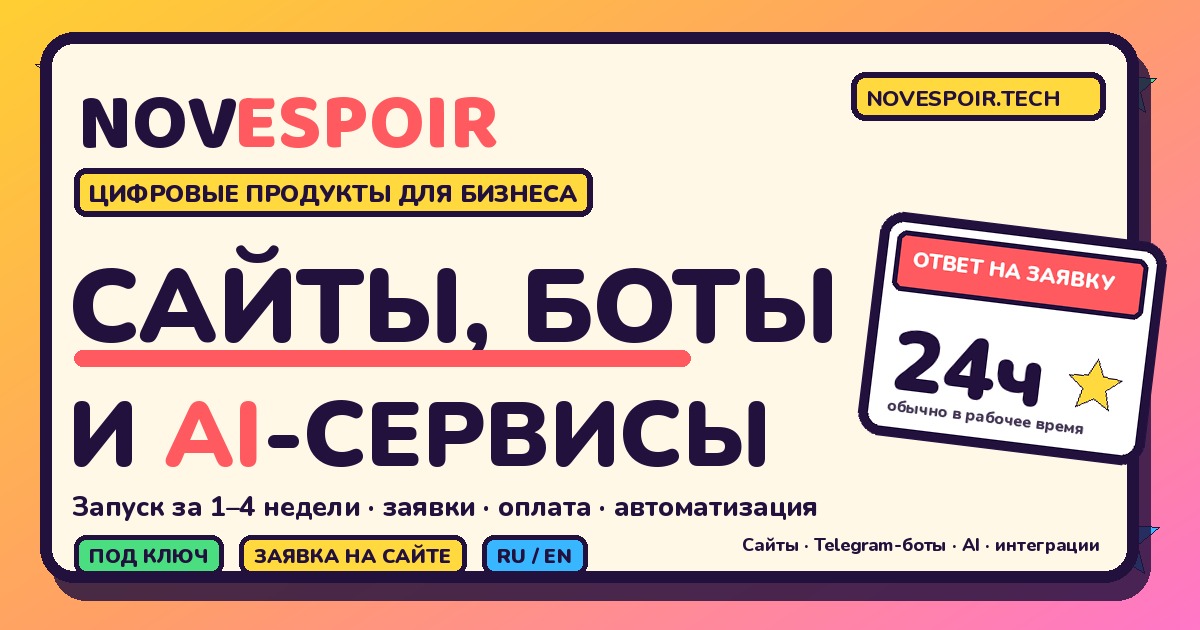 NOVESPOIR
NOVESPOIR.TECH
ЦИФРОВЫЕ ПРОДУКТЫ ДЛЯ БИЗНЕСА
САЙТЫ, БОТЫ
И AI-СЕРВИСЫ
ОТВЕТ НА ЗАЯВКУ
24ч
обычно в рабочее время
Запуск за 1–4 недели · заявки · оплата · автоматизация
ПОД КЛЮЧ
ЗАЯВКА НА САЙТЕ
RU / EN
Сайты · Telegram-боты · AI · интеграции